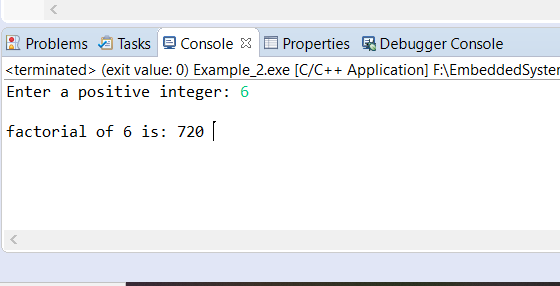 Problems Tasks Console Properties Debugger Console
<terminated> (exit value: 0) Example_2.exe [C/C++ Application] F:\EmbeddedSystem
Enter a positive integer: 6
factorial of 6 is: 720